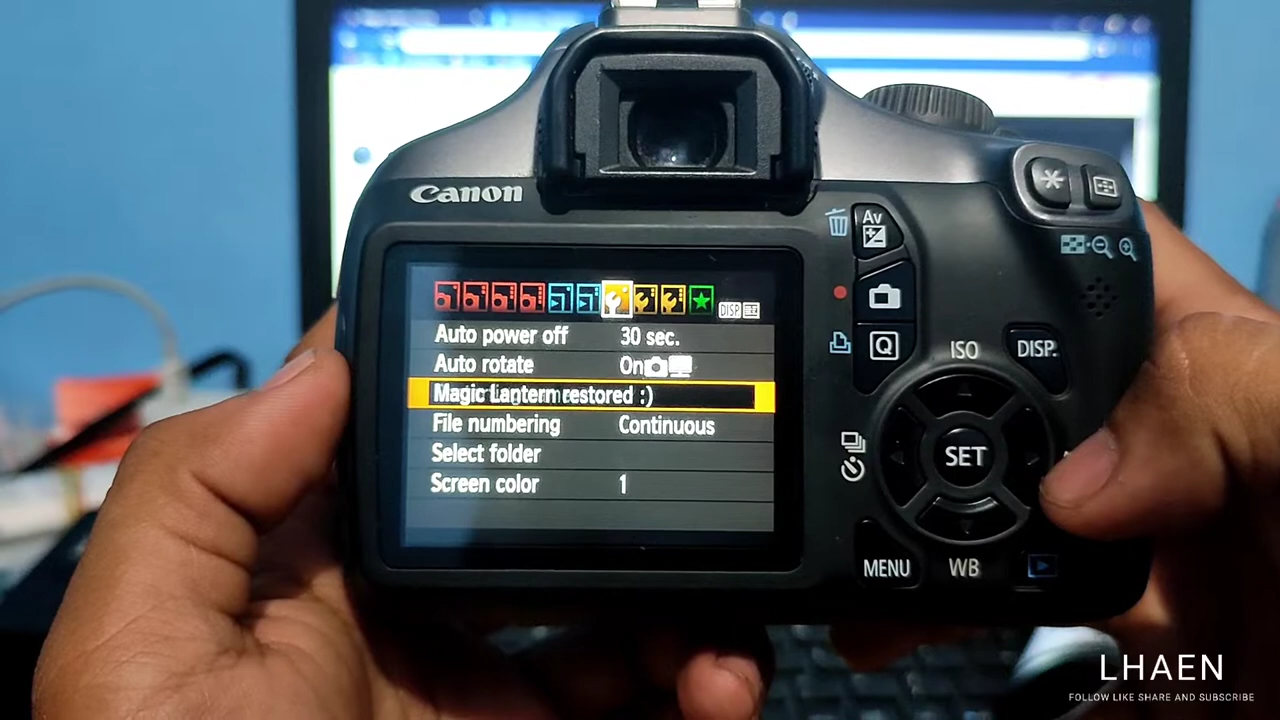 Canon
DISP
Auto power off 30 sec.
Auto rotate On
Magic Lantern restored :)
File numbering Continuous
Select folder
Screen color 1
Av
Q
ISO
DISP.
SET
MENU
WB
LHAEN
FOLLOW LIKE SHARE AND SUBSCRIBE